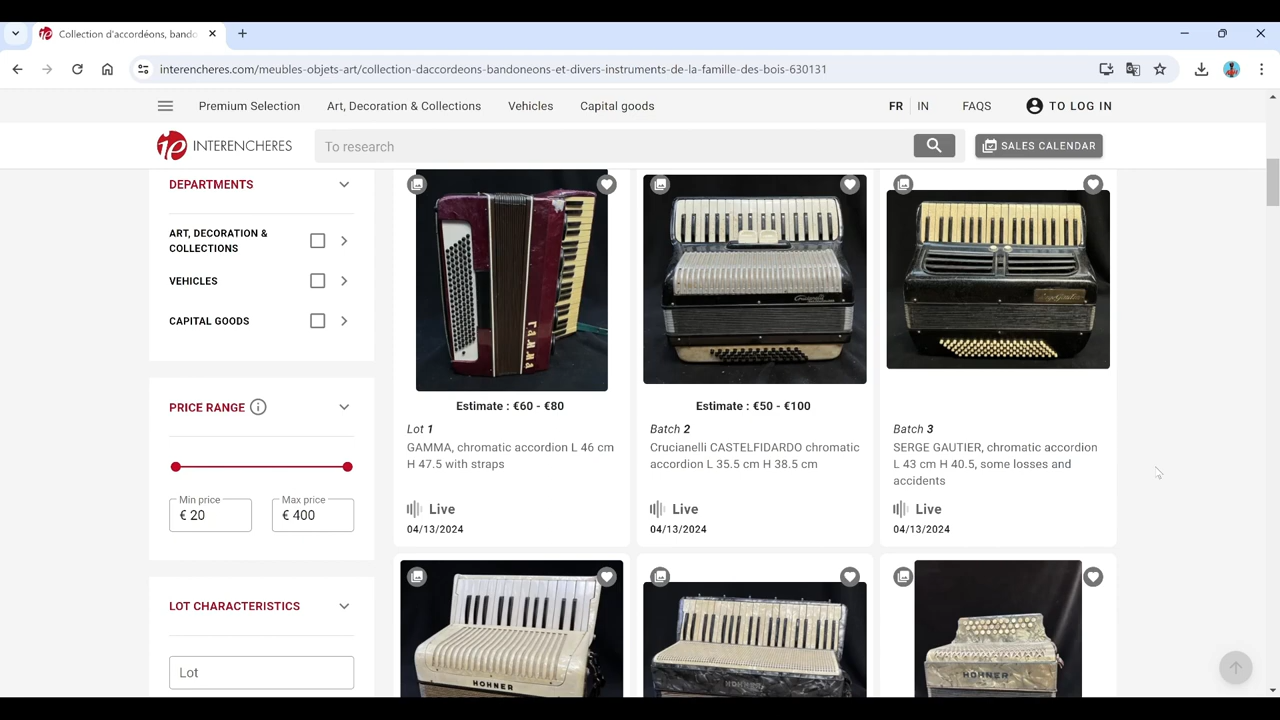 Collection d'accordéons, bando
interencheres.com/meubles-objets-art/collection-daccordeons-bandoneons-et-divers-instruments-de-la-famille-des-bois-630131
Premium Selection Art, Decoration & Collections Vehicles Capital goods FR IN FAQS TO LOG IN
INTERENCHERES To research SALES CALENDAR
DEPARTMENTS
ART, DECORATION &
COLLECTIONS
VEHICLES
CAPITAL GOODS
PRICE RANGE
Min price Max price
€ 20 € 400
LOT CHARACTERISTICS
Lot
Estimate : €60 - €80
Lot 1
GAMMA, chromatic accordion L 46 cm
H 47.5 with straps
Live
04/13/2024
Crucianelli
Estimate : €50 - €100
Batch 2
Crucianelli CASTELFIDARDO chromatic
accordion L 35.5 cm H 38.5 cm
Live
04/13/2024
Batch 3
SERGE GAUTIER, chromatic accordion
L 43 cm H 40.5, some losses and
accidents
Live
04/13/2024
HOHNER
HOHNER
HOHNER